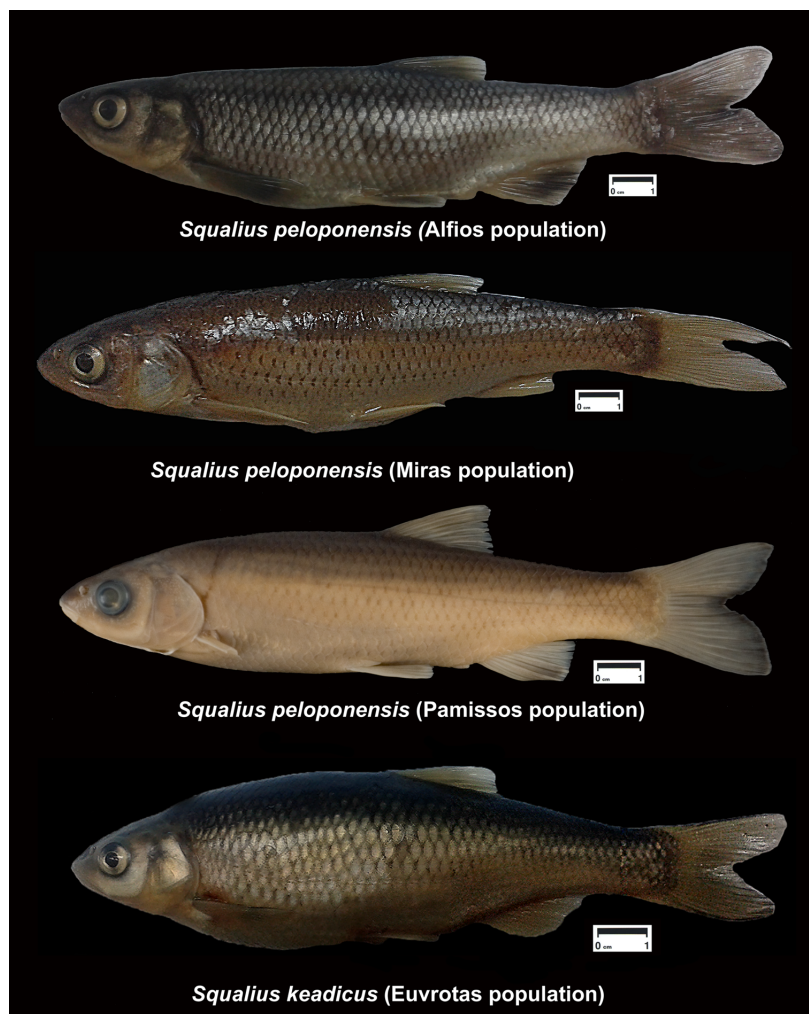 0 cm 1
Squalius peloponensis (Alfios population)
0 cm 1
Squalius peloponensis (Miras population)
0 cm 1
Squalius peloponensis (Pamissos population)
0 cm 1
Squalius keadicus (Euvrotas population)